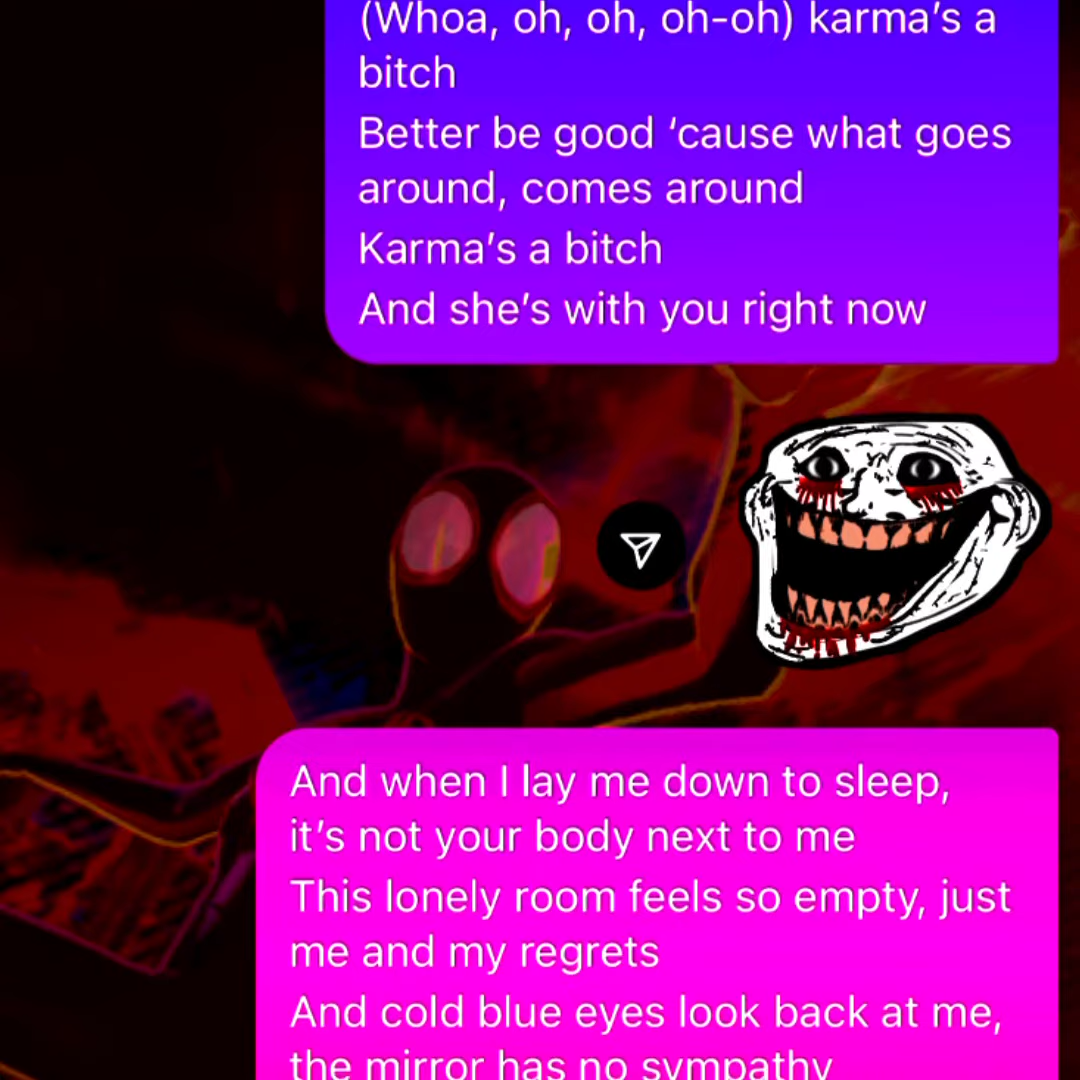 (Whoa, oh, oh, oh-oh) karma’s a
bitch
Better be good ‘cause what goes
around, comes around
Karma’s a bitch
And she’s with you right now
And when I lay me down to sleep,
it’s not your body next to me
This lonely room feels so empty, just
me and my regrets
And cold blue eyes look back at me,
the mirror has no sympathy